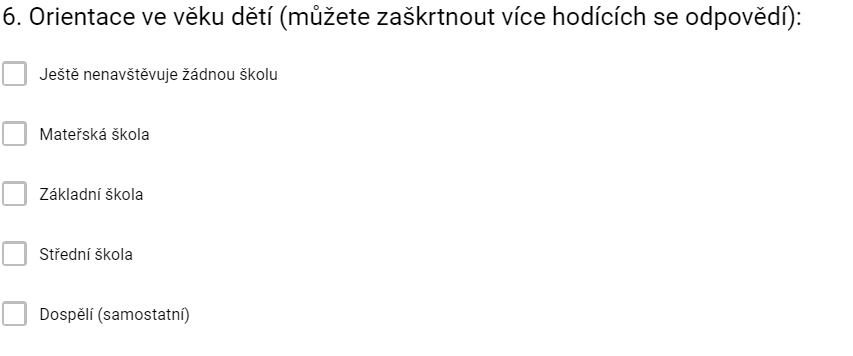 6. Orientace ve věku dětí (můžete zaškrtnout více hodících se odpovědí):
Ještě nenavštěvuje žádnou školu
Mateřská škola
Základní škola
Střední škola
Dospělí (samostatní)